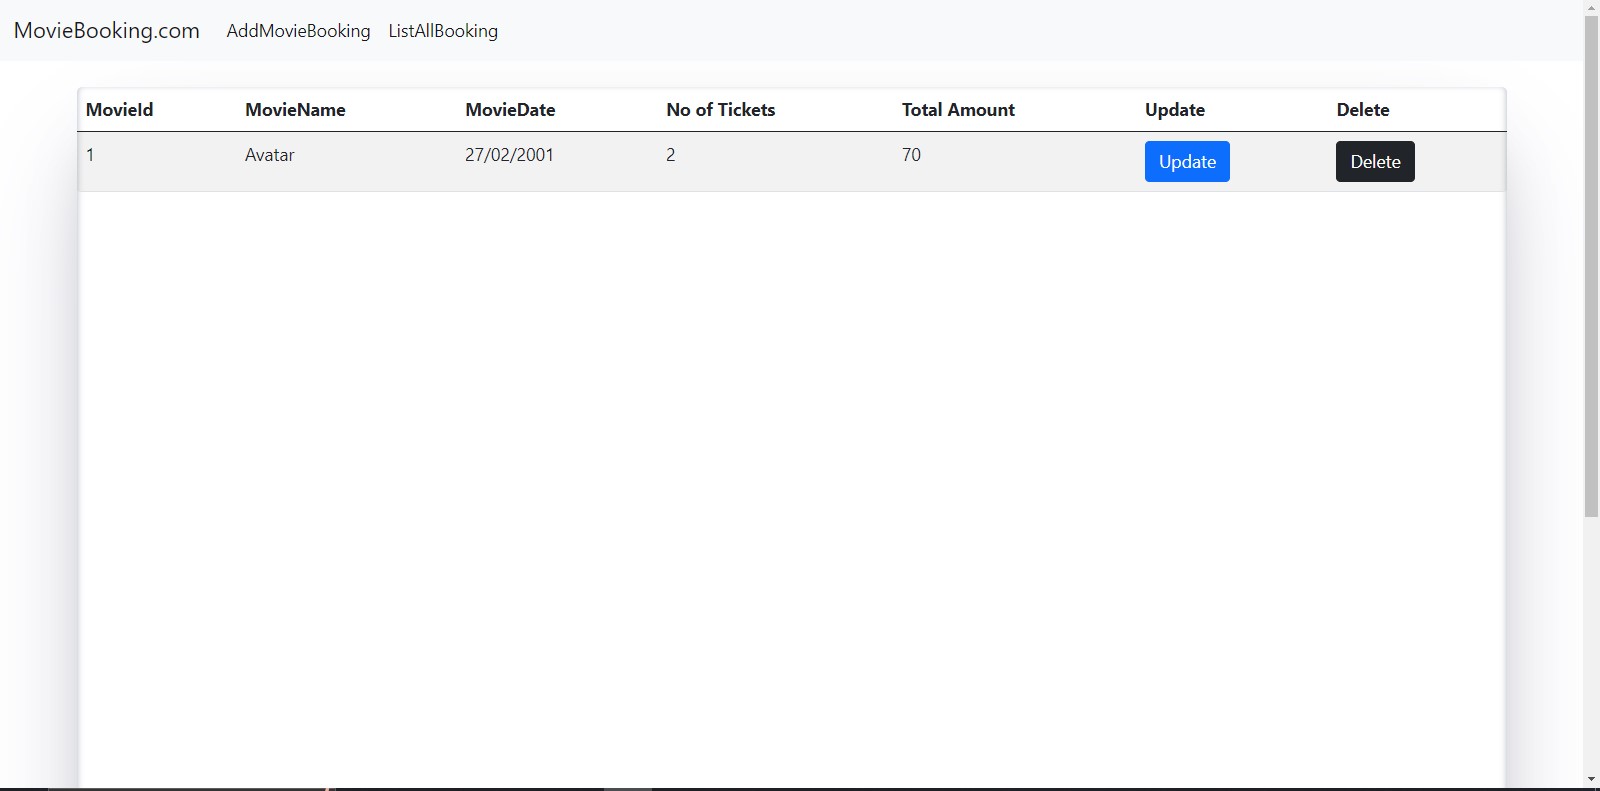 MovieBooking.com AddMovieBooking ListAllBooking
MovieId MovieName MovieDate No of Tickets Total Amount Update Delete
1 Avatar 27/02/2001 2 70 Update Delete